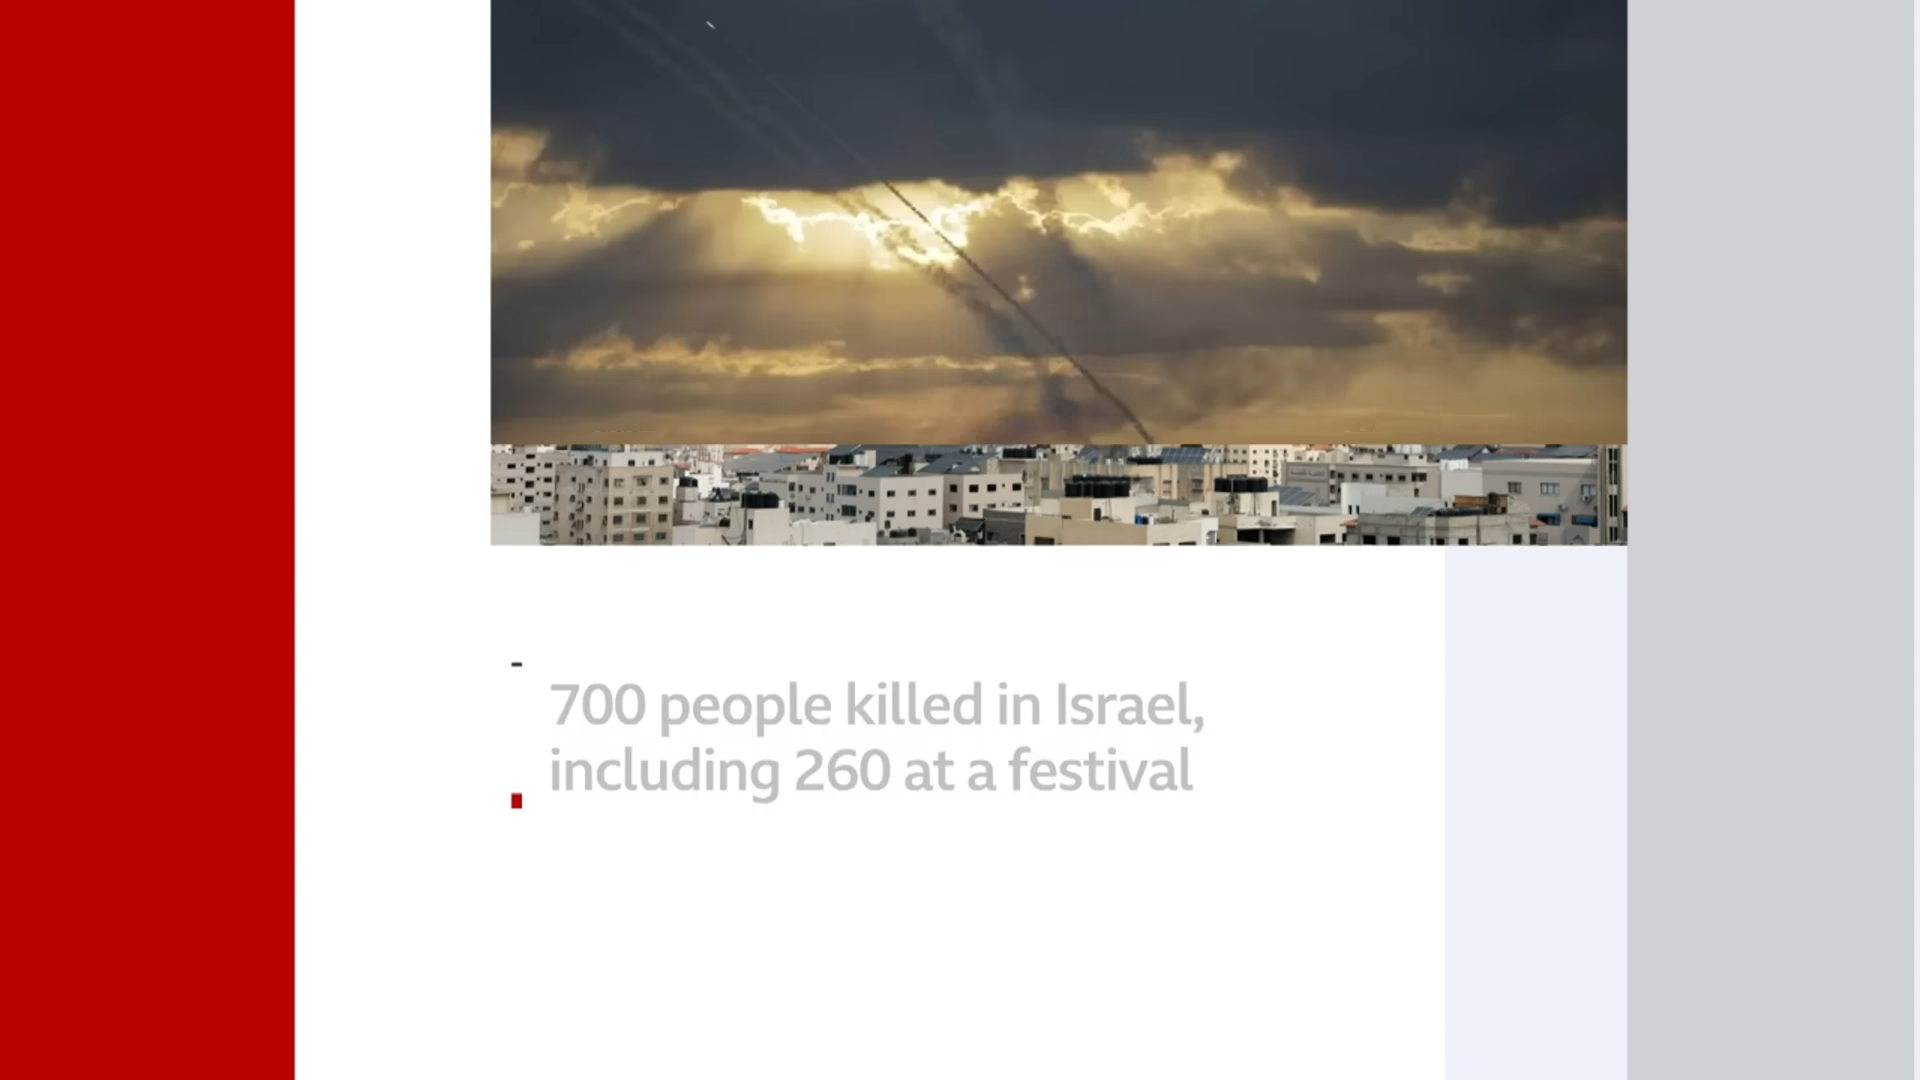 700 people killed in Israel,
including 260 at a festival